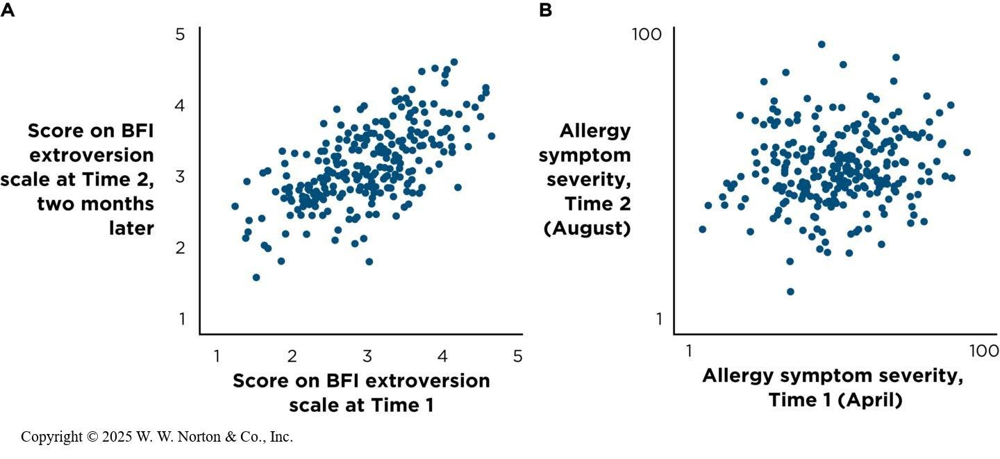 A
5
4
3
2
1
Score on BFI
extroversion
scale at Time 2,
two months
later
1 2 3 4 5
Score on BFI extroversion
scale at Time 1
B
100
1
Allergy
symptom
severity,
Time 2
(August)
1 100
Allergy symptom severity,
Time 1 (April)
Copyright © 2025 W. W. Norton & Co., Inc.